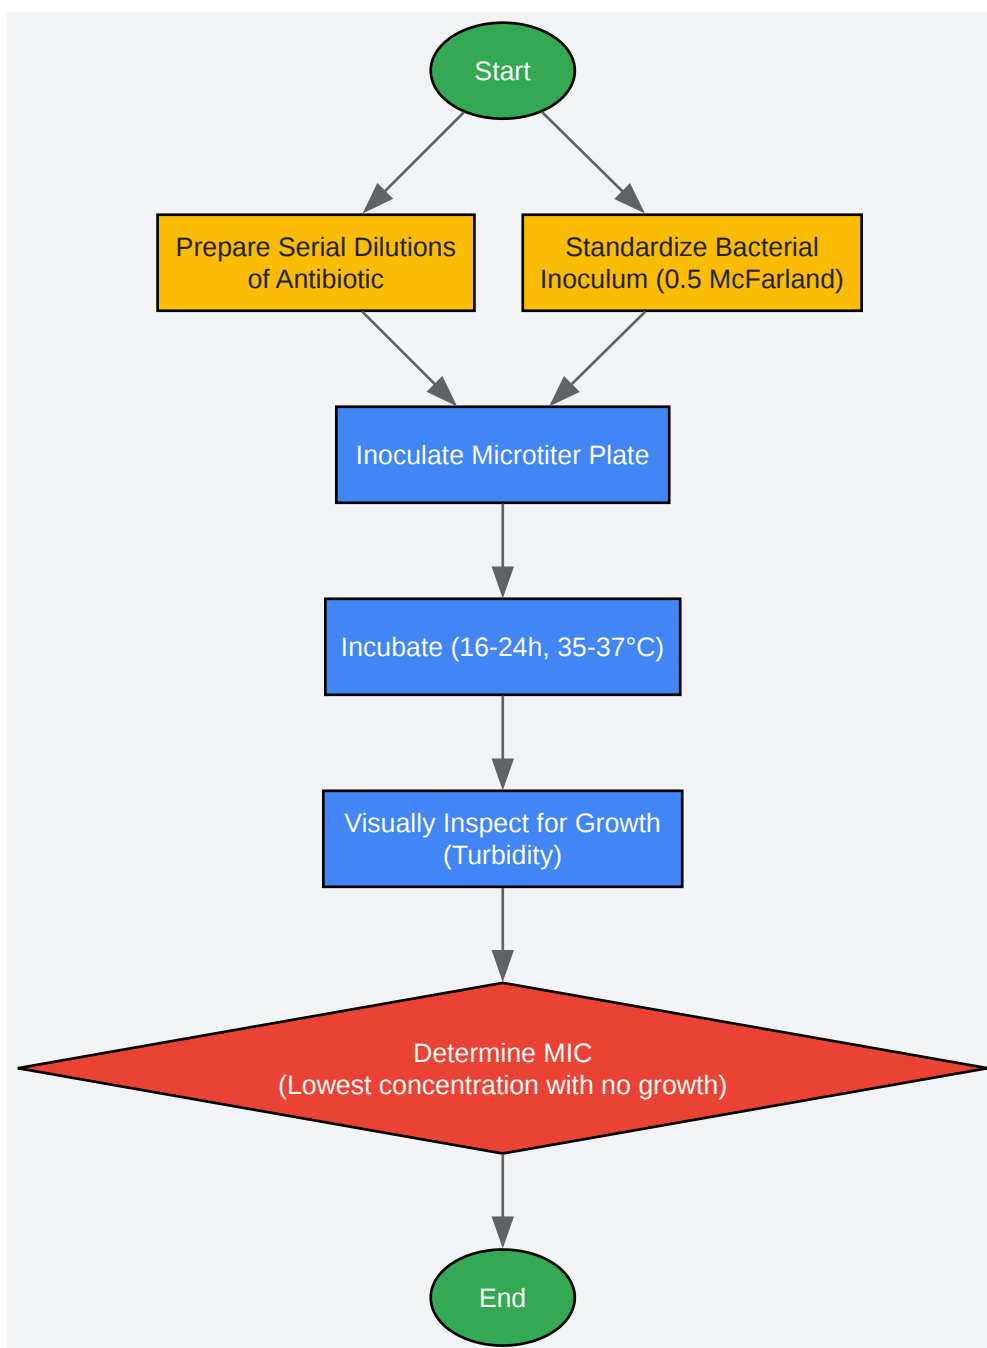 Start
Prepare Serial Dilutions
of Antibiotic
Standardize Bacterial
Inoculum (0.5 McFarland)
Inoculate Microtiter Plate
Incubate (16-24h, 35-37°C)
Visually Inspect for Growth
(Turbidity)
Determine MIC
(Lowest concentration with no growth)
End